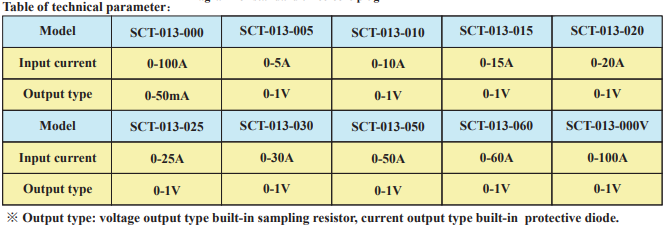 Table of technical parameter:
Model SCT-013-000 SCT-013-005 SCT-013-010 SCT-013-015 SCT-013-020
Input current 0-100A 0-5A 0-10A 0-15A 0-20A
Output type 0-50mA 0-1V 0-1V 0-1V 0-1V
Model SCT-013-025 SCT-013-030 SCT-013-050 SCT-013-060 SCT-013-000V
Input current 0-25A 0-30A 0-50A 0-60A 0-100A
Output type 0-1V 0-1V 0-1V 0-1V 0-1V
※ Output type: voltage output type built-in sampling resistor, current output type built-in protective diode.